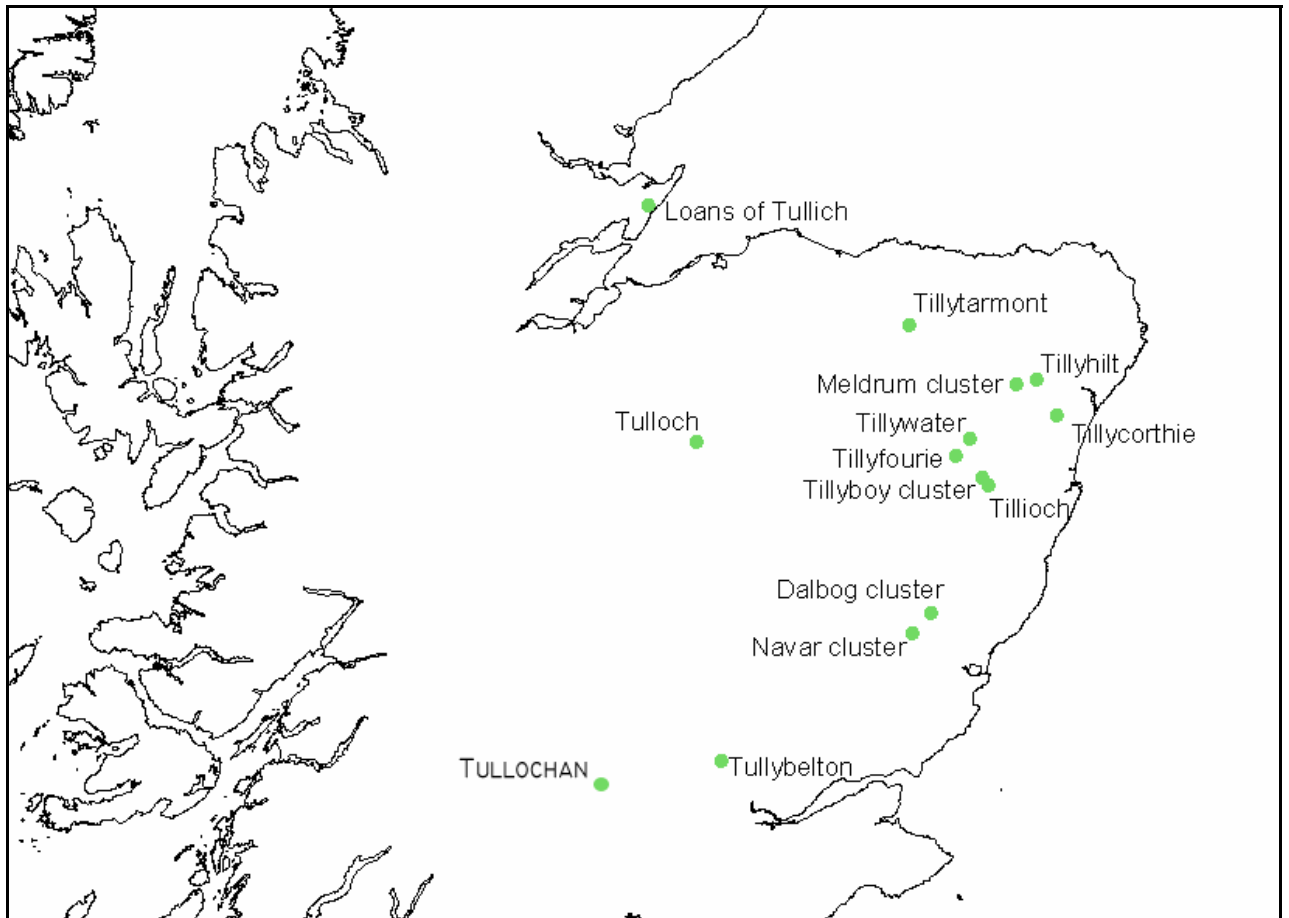 Loans of Tullich
Tillytarmont
Tillyhilt
Meldrum cluster
Tulloch
Tillywater
Tillycorthie
Tillyfourie
Tillyboy cluster
Tillioch
Dalbog cluster
Navar cluster
TULLOCHAN
Tullybelton